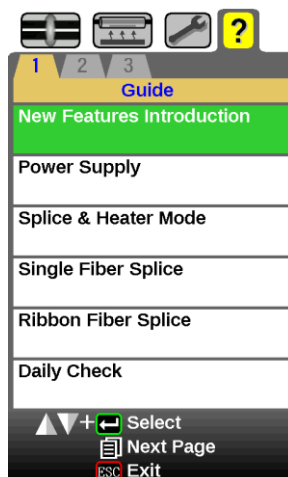 ?
1 2 3
Guide
New Features Introduction
Power Supply
Splice & Heater Mode
Single Fiber Splice
Ribbon Fiber Splice
Daily Check
+ Select
Next Page
ESC Exit